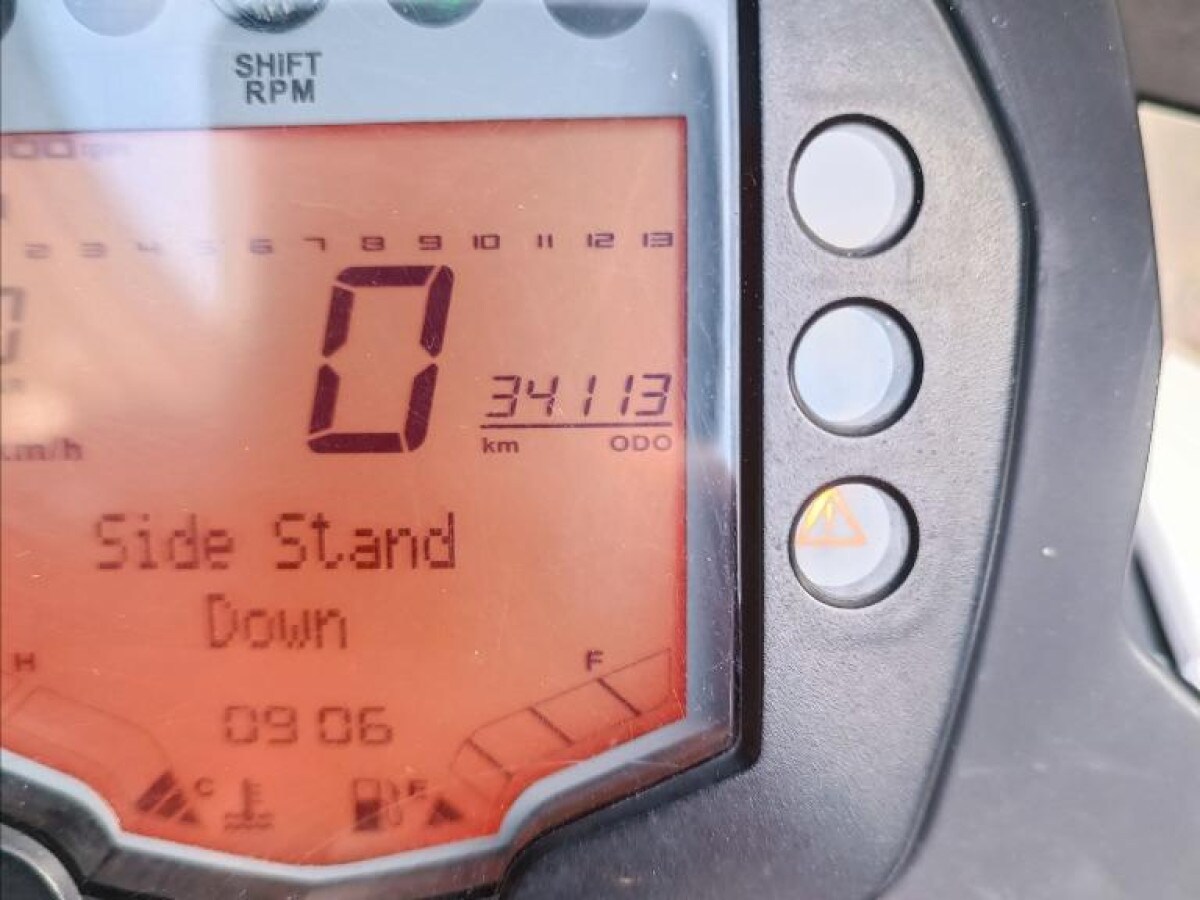 SHiFT
RPM
2 3 4 5 6 7 8 9 10 11 12 13
0
34113
km ODO
km/h
Side Stand
Down
H F
09 06
C E